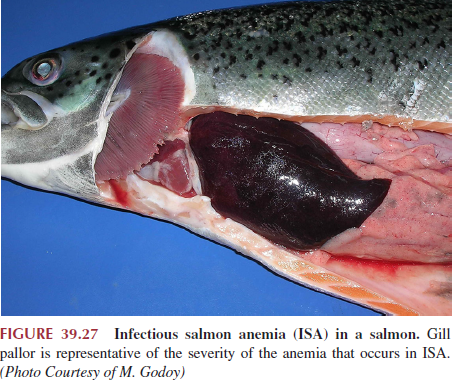 FIGURE 39.27 Infectious salmon anemia (ISA) in a salmon. Gill
pallor is representative of the severity of the anemia that occurs in ISA.
(Photo Courtesy of M. Godoy)